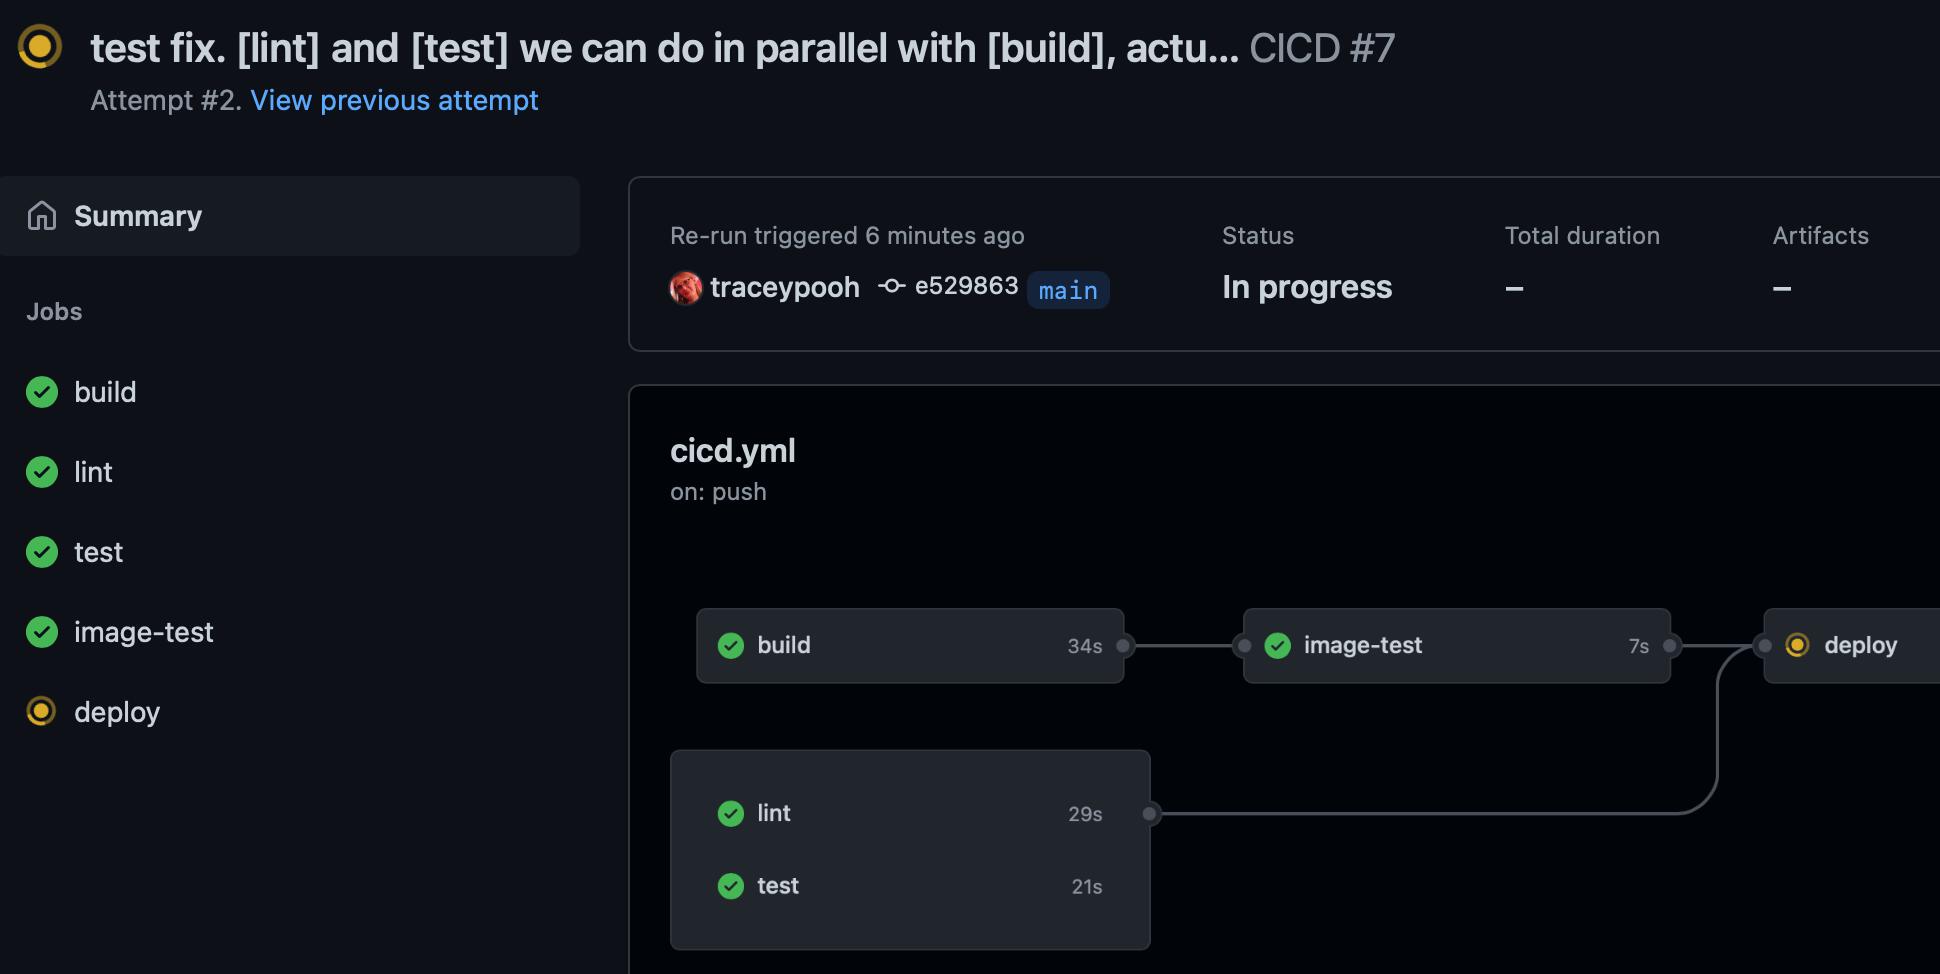 test fix. [lint] and [test] we can do in parallel with [build], actu... CICD #7
Attempt #2. View previous attempt
Summary
Jobs
build
lint
test
image-test
deploy
Re-run triggered 6 minutes ago
traceypooh e529863 main
Status
In progress
Total duration
–
Artifacts
–
cicd.yml
on: push
build 34s
image-test 7s
deploy
lint 29s
test 21s